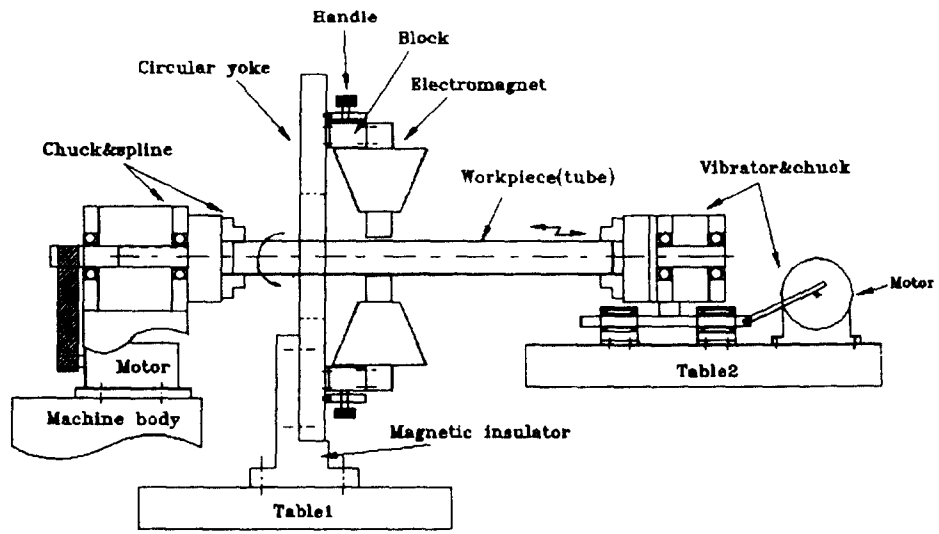 Handle
Block
Circular yoke
Electromagnet
Chuck&spline
Workpiece(tube)
Vibrator&chuck
Motor
Motor
Table2
Machine body
Magnetic insulator
Table1